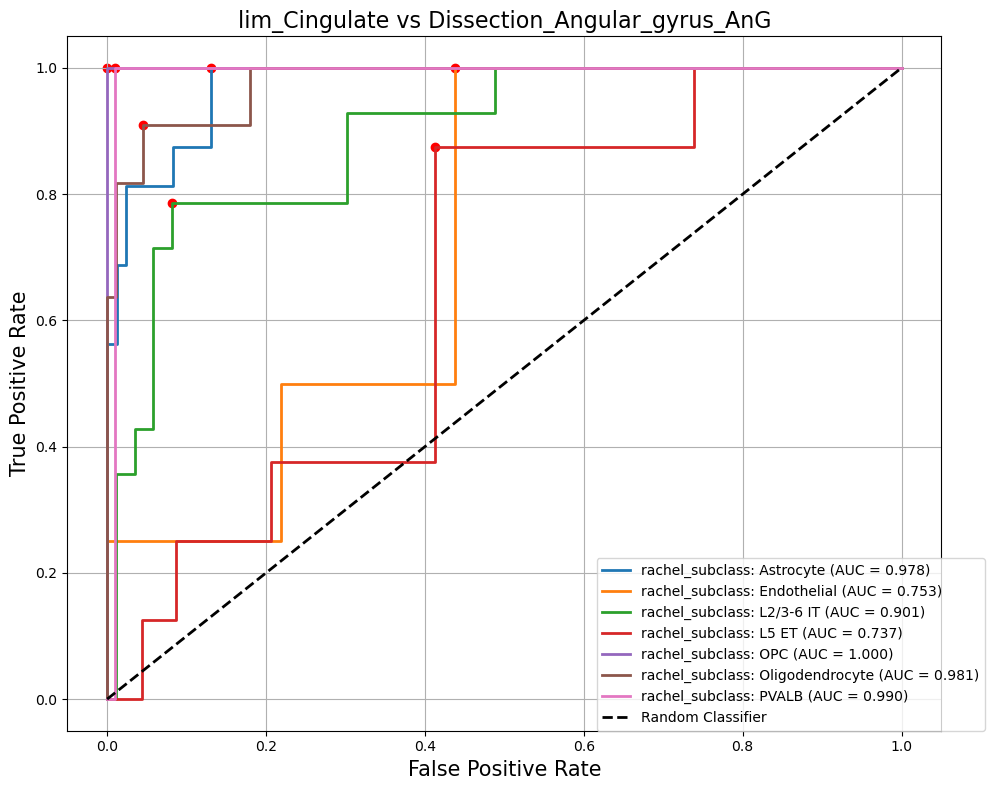 lim_Cingulate vs Dissection_Angular_gyrus_AnG
1.0
0.8
0.6
0.4
0.2
0.0
True Positive Rate
rachel_subclass: Astrocyte (AUC = 0.978)
rachel_subclass: Endothelial (AUC = 0.753)
rachel_subclass: L2/3-6 IT (AUC = 0.901)
rachel_subclass: L5 ET (AUC = 0.737)
rachel_subclass: OPC (AUC = 1.000)
rachel_subclass: Oligodendrocyte (AUC = 0.981)
rachel_subclass: PVALB (AUC = 0.990)
Random Classifier
0.0 0.2 0.4 0.6 0.8 1.0
False Positive Rate